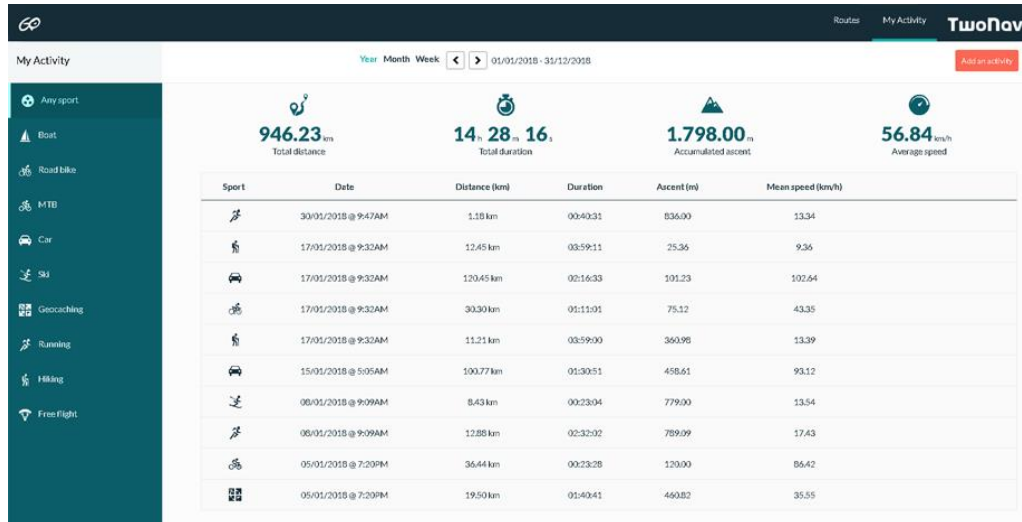 GO
Routes My Activity TwoNav
My Activity
Year Month Week < > 01/01/2018 - 31/12/2018
Add an activity
Any sport
Boat
Road bike
MTB
Car
Ski
Geocaching
Running
Hiking
Free flight
946.23 km 14 h 28 m 16 s 1.798.00 m 56.84 km/h
Total distance Total duration Accumulated ascent Average speed
Sport Date Distance (km) Duration Ascent (m) Mean speed (km/h)
30/01/2018 @ 9:47AM 1.18 km 00:40:31 836.00 13.34
17/01/2018 @ 9:32AM 12.45 km 03:59:11 25.36 9.36
17/01/2018 @ 9:32AM 120.45 km 02:16:33 101.23 102.64
17/01/2018 @ 9:32AM 30.30 km 01:11:01 75.12 43.35
17/01/2018 @ 9:32AM 11.21 km 03:59:00 360.98 13.39
15/01/2018 @ 5:05AM 100.77 km 01:30:51 458.61 93.12
08/01/2018 @ 9:09AM 8.43 km 00:23:04 779.00 13.54
08/01/2018 @ 9:09AM 12.88 km 02:32:02 789.09 17.43
05/01/2018 @ 7:20PM 36.44 km 00:23:28 120.00 86.42
05/01/2018 @ 7:20PM 19.50 km 01:40:41 460.82 35.55